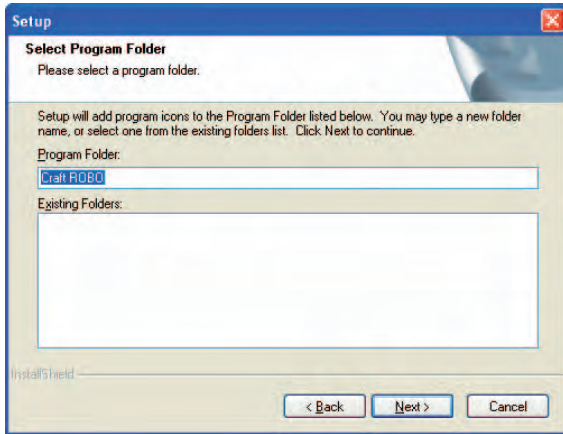 Setup
Select Program Folder
Please select a program folder.
Setup will add program icons to the Program Folder listed below. You may type a new folder
name, or select one from the existing folders list. Click Next to continue.
Program Folder:
Craft ROBO
Existing Folders:
InstallShield
< Back Next > Cancel